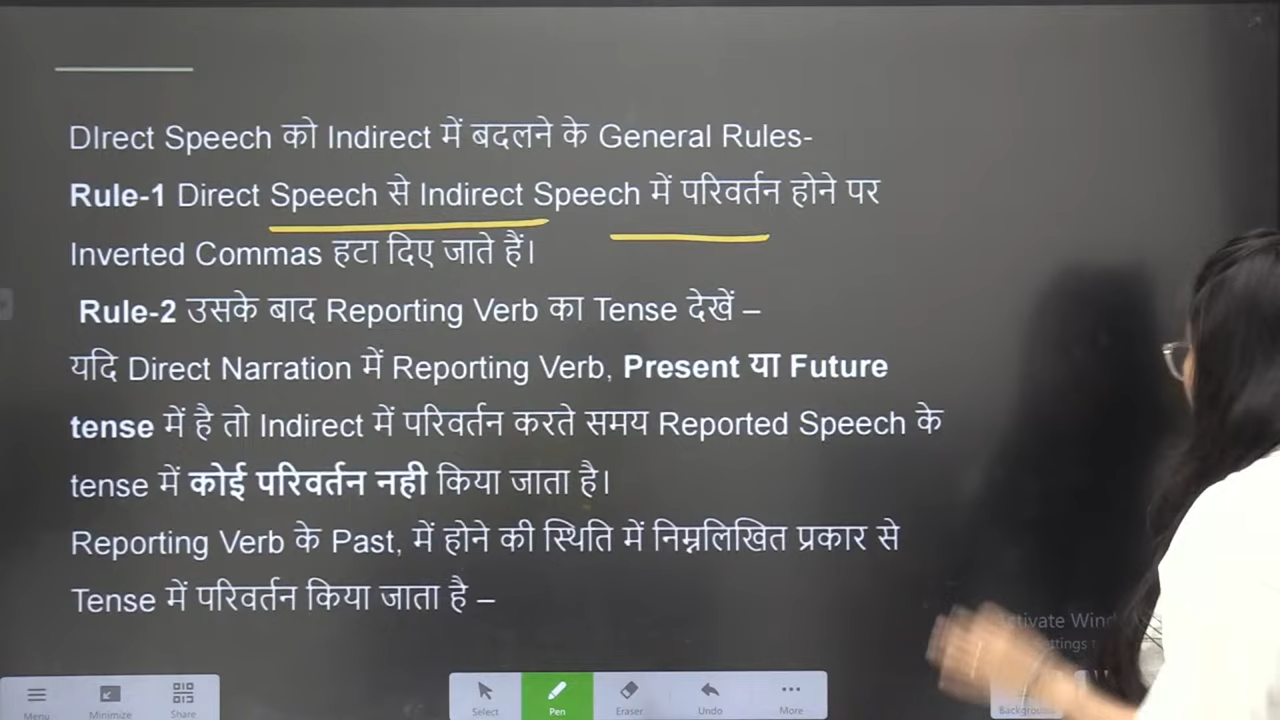 DIrect Speech को Indirect में बदलने के General Rules-
Rule-1 Direct Speech से Indirect Speech में परिवर्तन होने पर
Inverted Commas हटा दिए जाते हैं।
Rule-2 उसके बाद Reporting Verb का Tense देखें –
यदि Direct Narration में Reporting Verb, Present या Future
tense में है तो Indirect में परिवर्तन करते समय Reported Speech के
tense में कोई परिवर्तन नही किया जाता है।
Reporting Verb के Past, में होने की स्थिति में निम्नलिखित प्रकार से
Tense में परिवर्तन किया जाता है –
Menu Minimize Share Select Pen Eraser Undo More